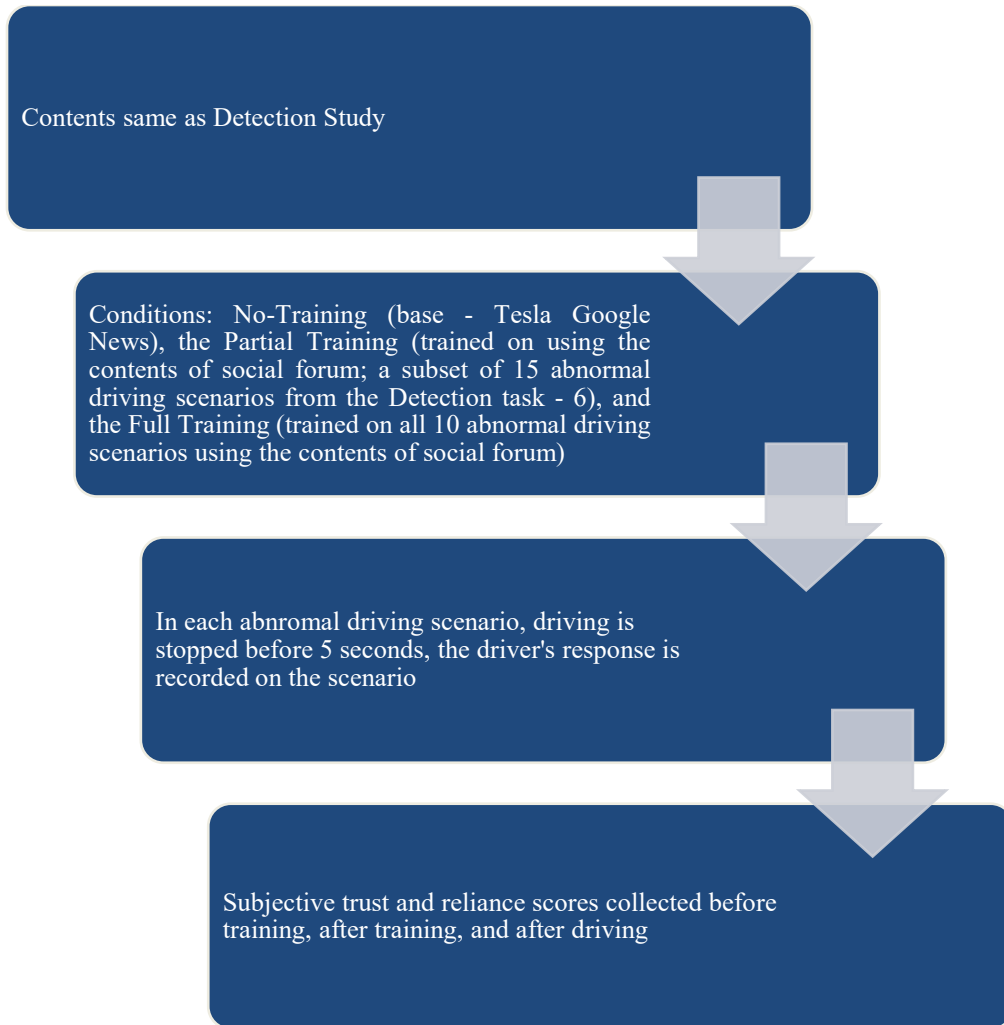 Contents same as Detection Study
Conditions: No-Training (base - Tesla Google
News), the Partial Training (trained on using the
contents of social forum; a subset of 15 abnormal
driving scenarios from the Detection task - 6), and
the Full Training (trained on all 10 abnormal driving
scenarios using the contents of social forum)
In each abnromal driving scenario, driving is
stopped before 5 seconds, the driver's response is
recorded on the scenario
Subjective trust and reliance scores collected before
training, after training, and after driving